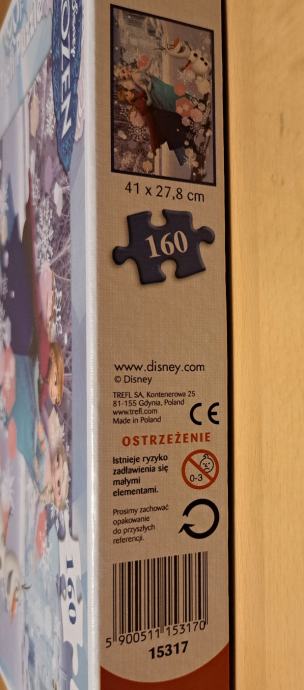 FROZEN
160
41 x 27,8 cm
160
www.disney.com
© Disney
TREFL SA, Kontenerowa 25
81-155 Gdynia, Poland
www.trefl.com
Made in Poland
CE
OSTRZEŻENIE
Istnieje ryzyko
zadławienia się
małymi
elementami.
0-3
Prosimy zachować
opakowanie
do przyszłych
referencji.
5 900511 153170
15317